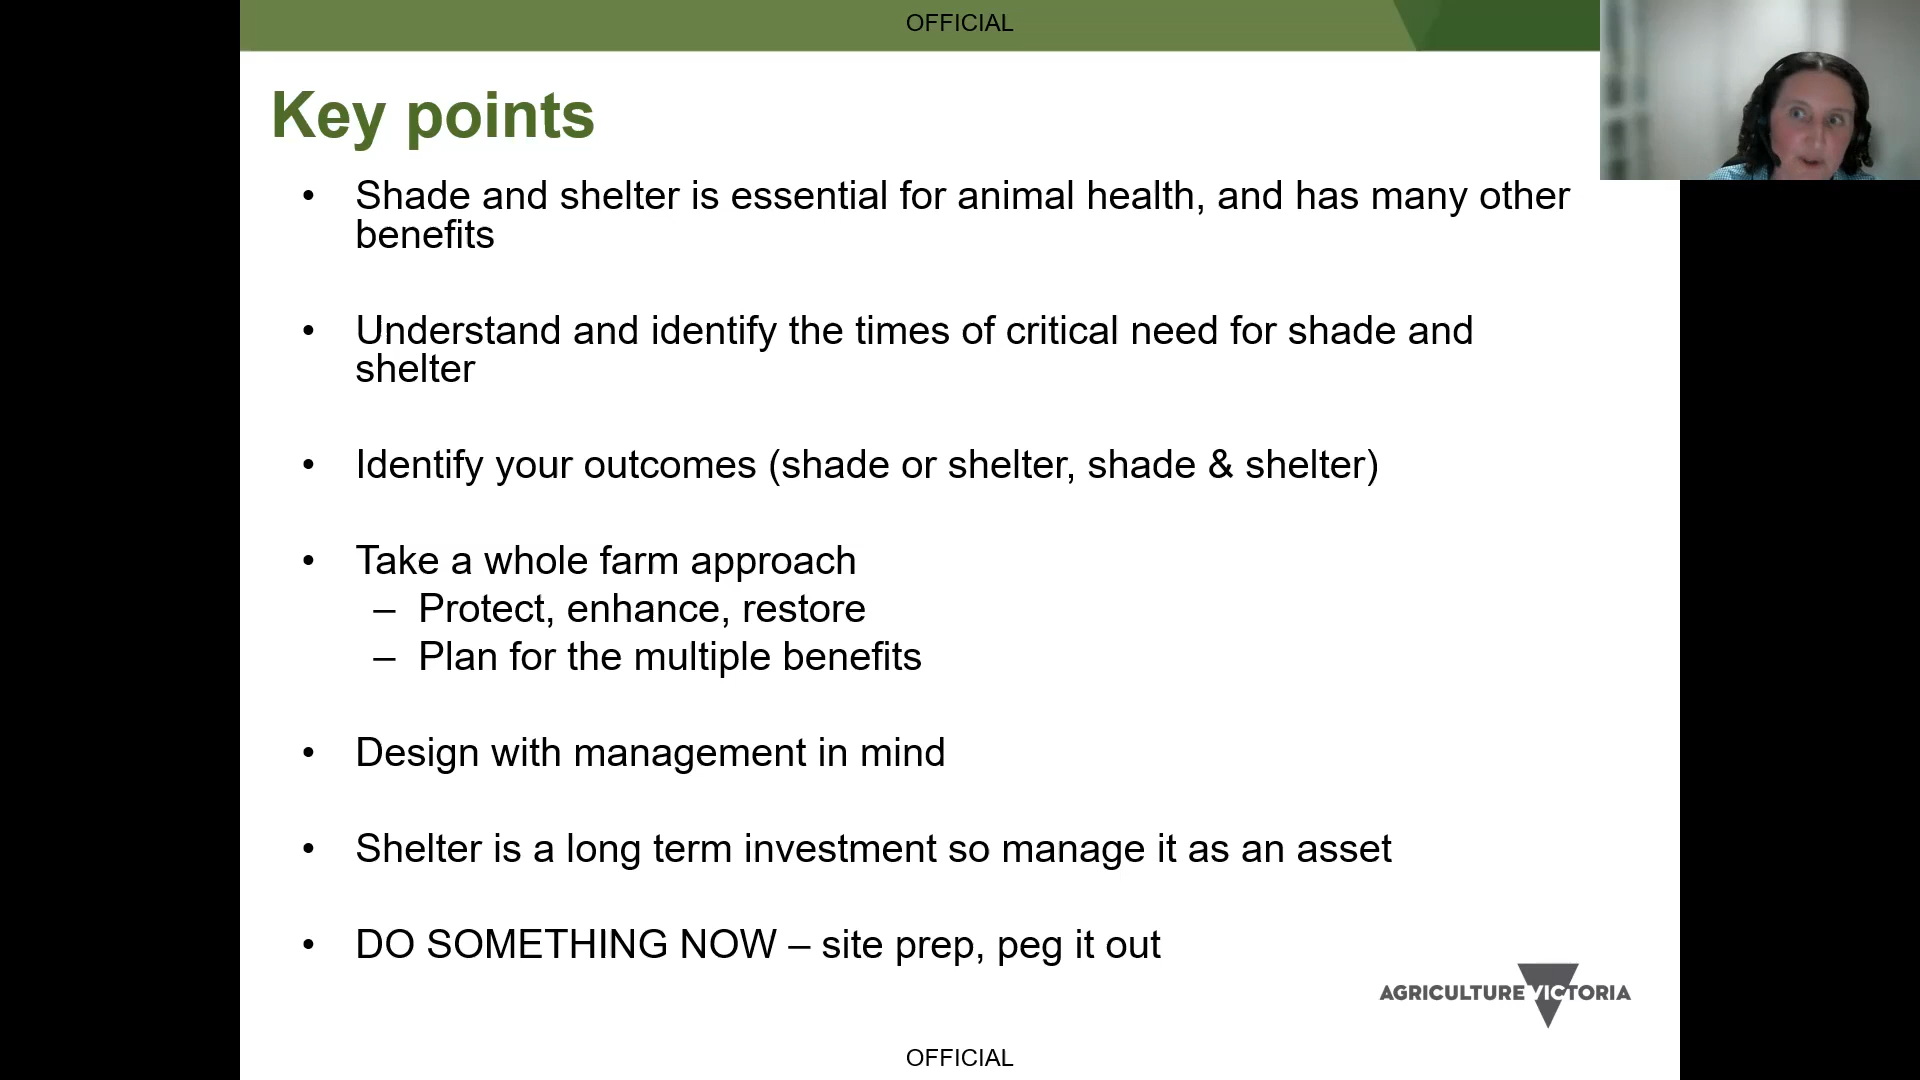 OFFICIAL
Key points
• Shade and shelter is essential for animal health, and has many other
benefits
• Understand and identify the times of critical need for shade and
shelter
• Identify your outcomes (shade or shelter, shade & shelter)
• Take a whole farm approach
– Protect, enhance, restore
– Plan for the multiple benefits
• Design with management in mind
• Shelter is a long term investment so manage it as an asset
• DO SOMETHING NOW – site prep, peg it out
AGRICULTURE VICTORIA
OFFICIAL